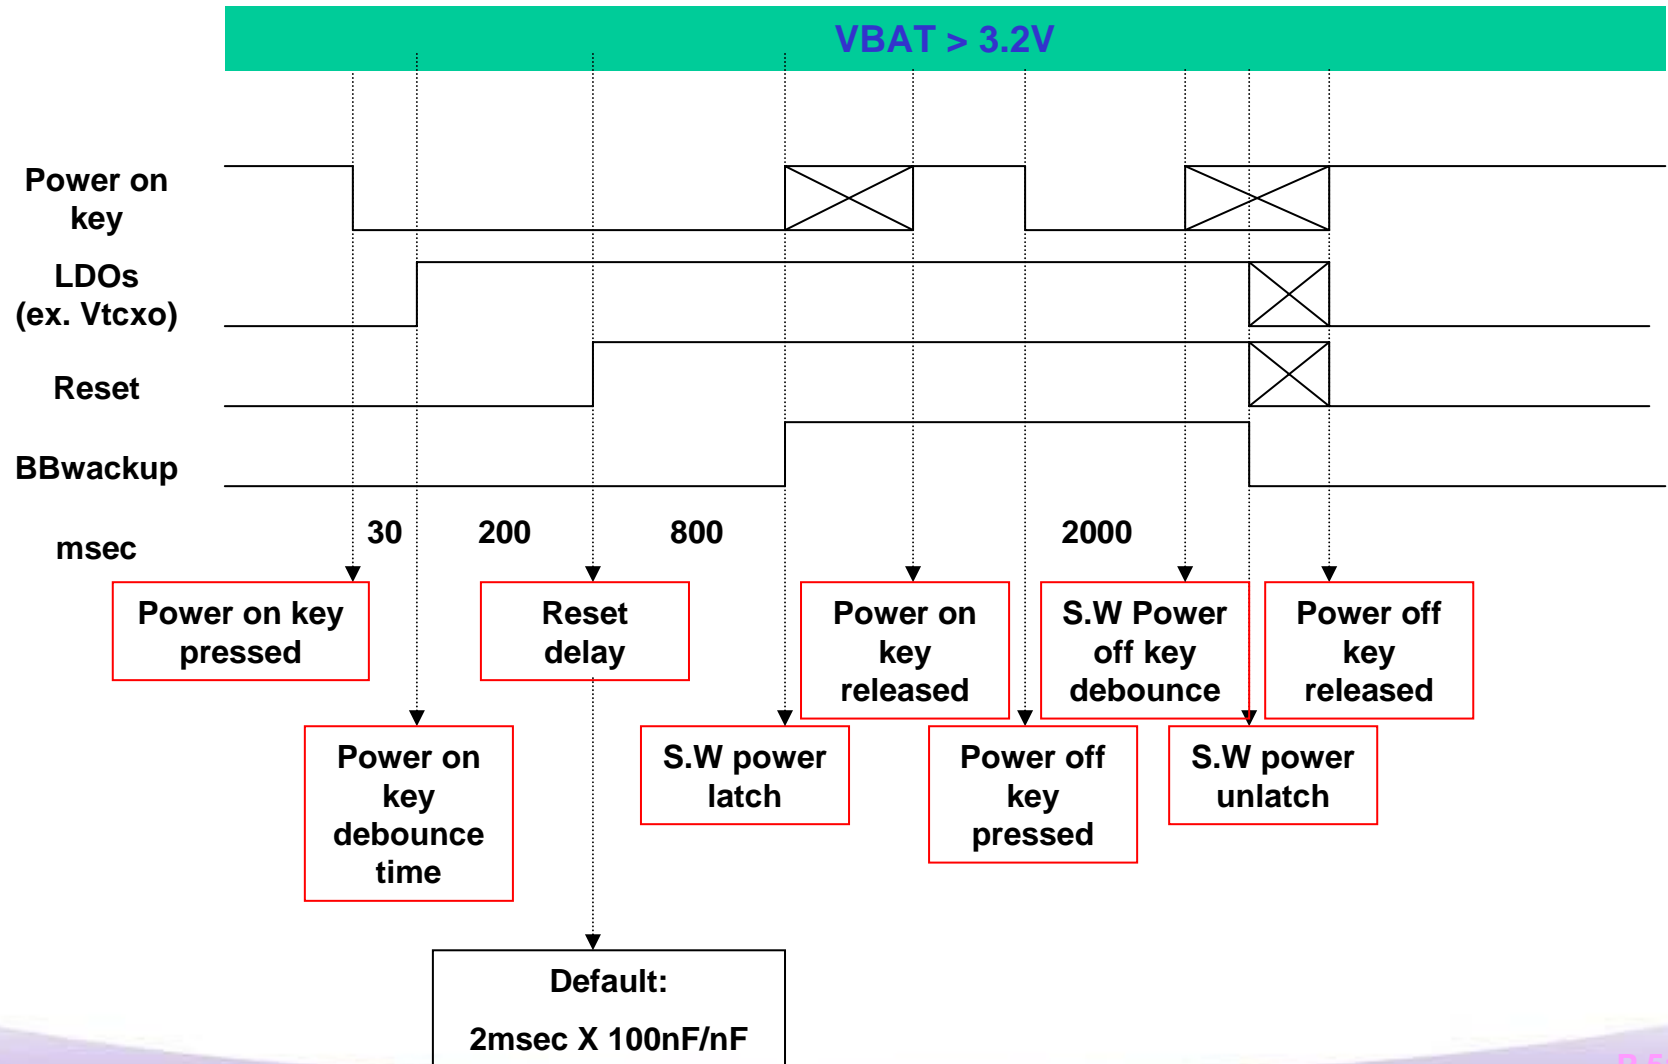 VBAT > 3.2V
Power on
key
LDOs
(ex. Vtcxo)
Reset
BBwackup
msec
30
200
800
2000
Power on key
pressed
Reset
delay
Power on
key
released
S.W Power
off key
debounce
Power off
key
released
Power on
key
debounce
time
S.W power
latch
Power off
key
pressed
S.W power
unlatch
Default:
2msec X 100nF/nF